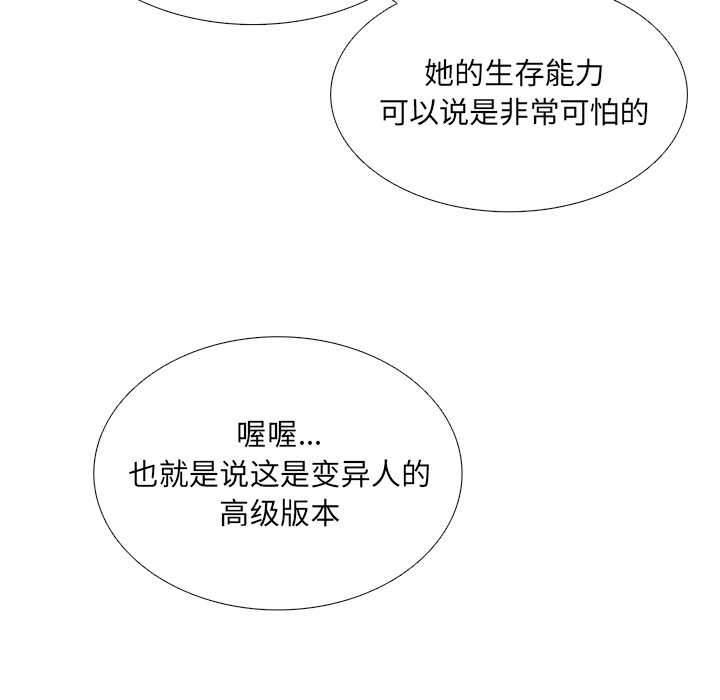 她的生存能力
可以说是非常可怕的
喔喔...
也就是说这是变异人的
高级版本